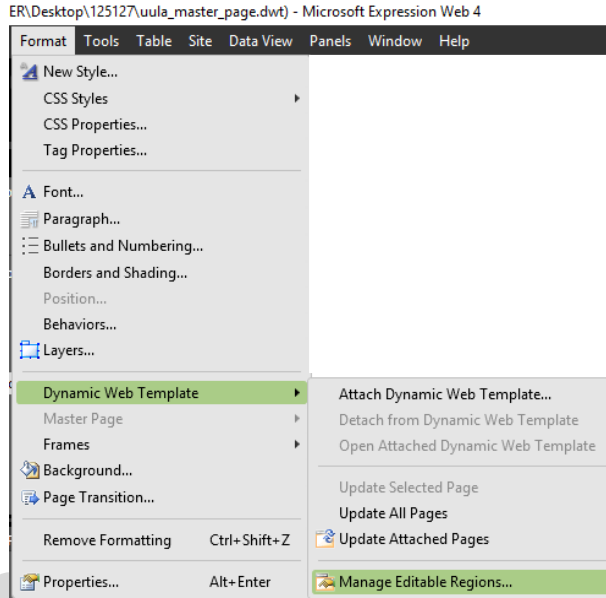 ER\Desktop\125127\uula_master_page.dwt) - Microsoft Expression Web 4
Format Tools Table Site Data View Panels Window Help
New Style...
CSS Styles
CSS Properties...
Tag Properties...
Font...
Paragraph...
Bullets and Numbering...
Borders and Shading...
Position...
Behaviors...
Layers...
Dynamic Web Template
Master Page
Frames
Background...
Page Transition...
Remove Formatting Ctrl+Shift+Z
Properties... Alt+Enter
Attach Dynamic Web Template...
Detach from Dynamic Web Template
Open Attached Dynamic Web Template
Update Selected Page
Update All Pages
Update Attached Pages
Manage Editable Regions...